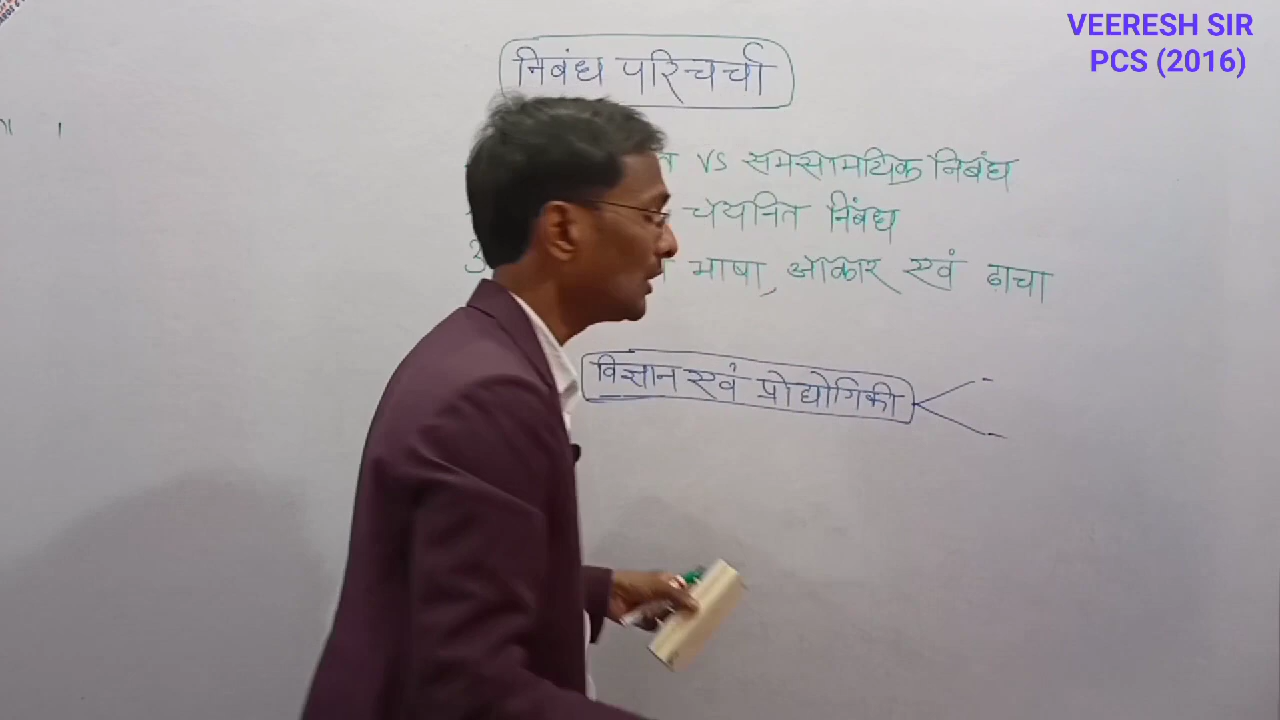 VEERESH SIR
PCS (2016)
निबंध परिचर्चा
VS समसामयिक निबंध
चयनित निबंध
भाषा, आकार एवं ढ़ाचा
विज्ञान एवं प्रोद्योगिकी